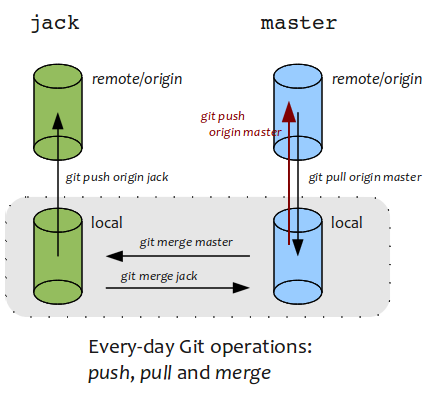 jack
master
remote/origin
remote/origin
git push
origin master
git push origin jack
git pull origin master
local
local
git merge master
git merge jack
Every-day Git operations:
push, pull and merge